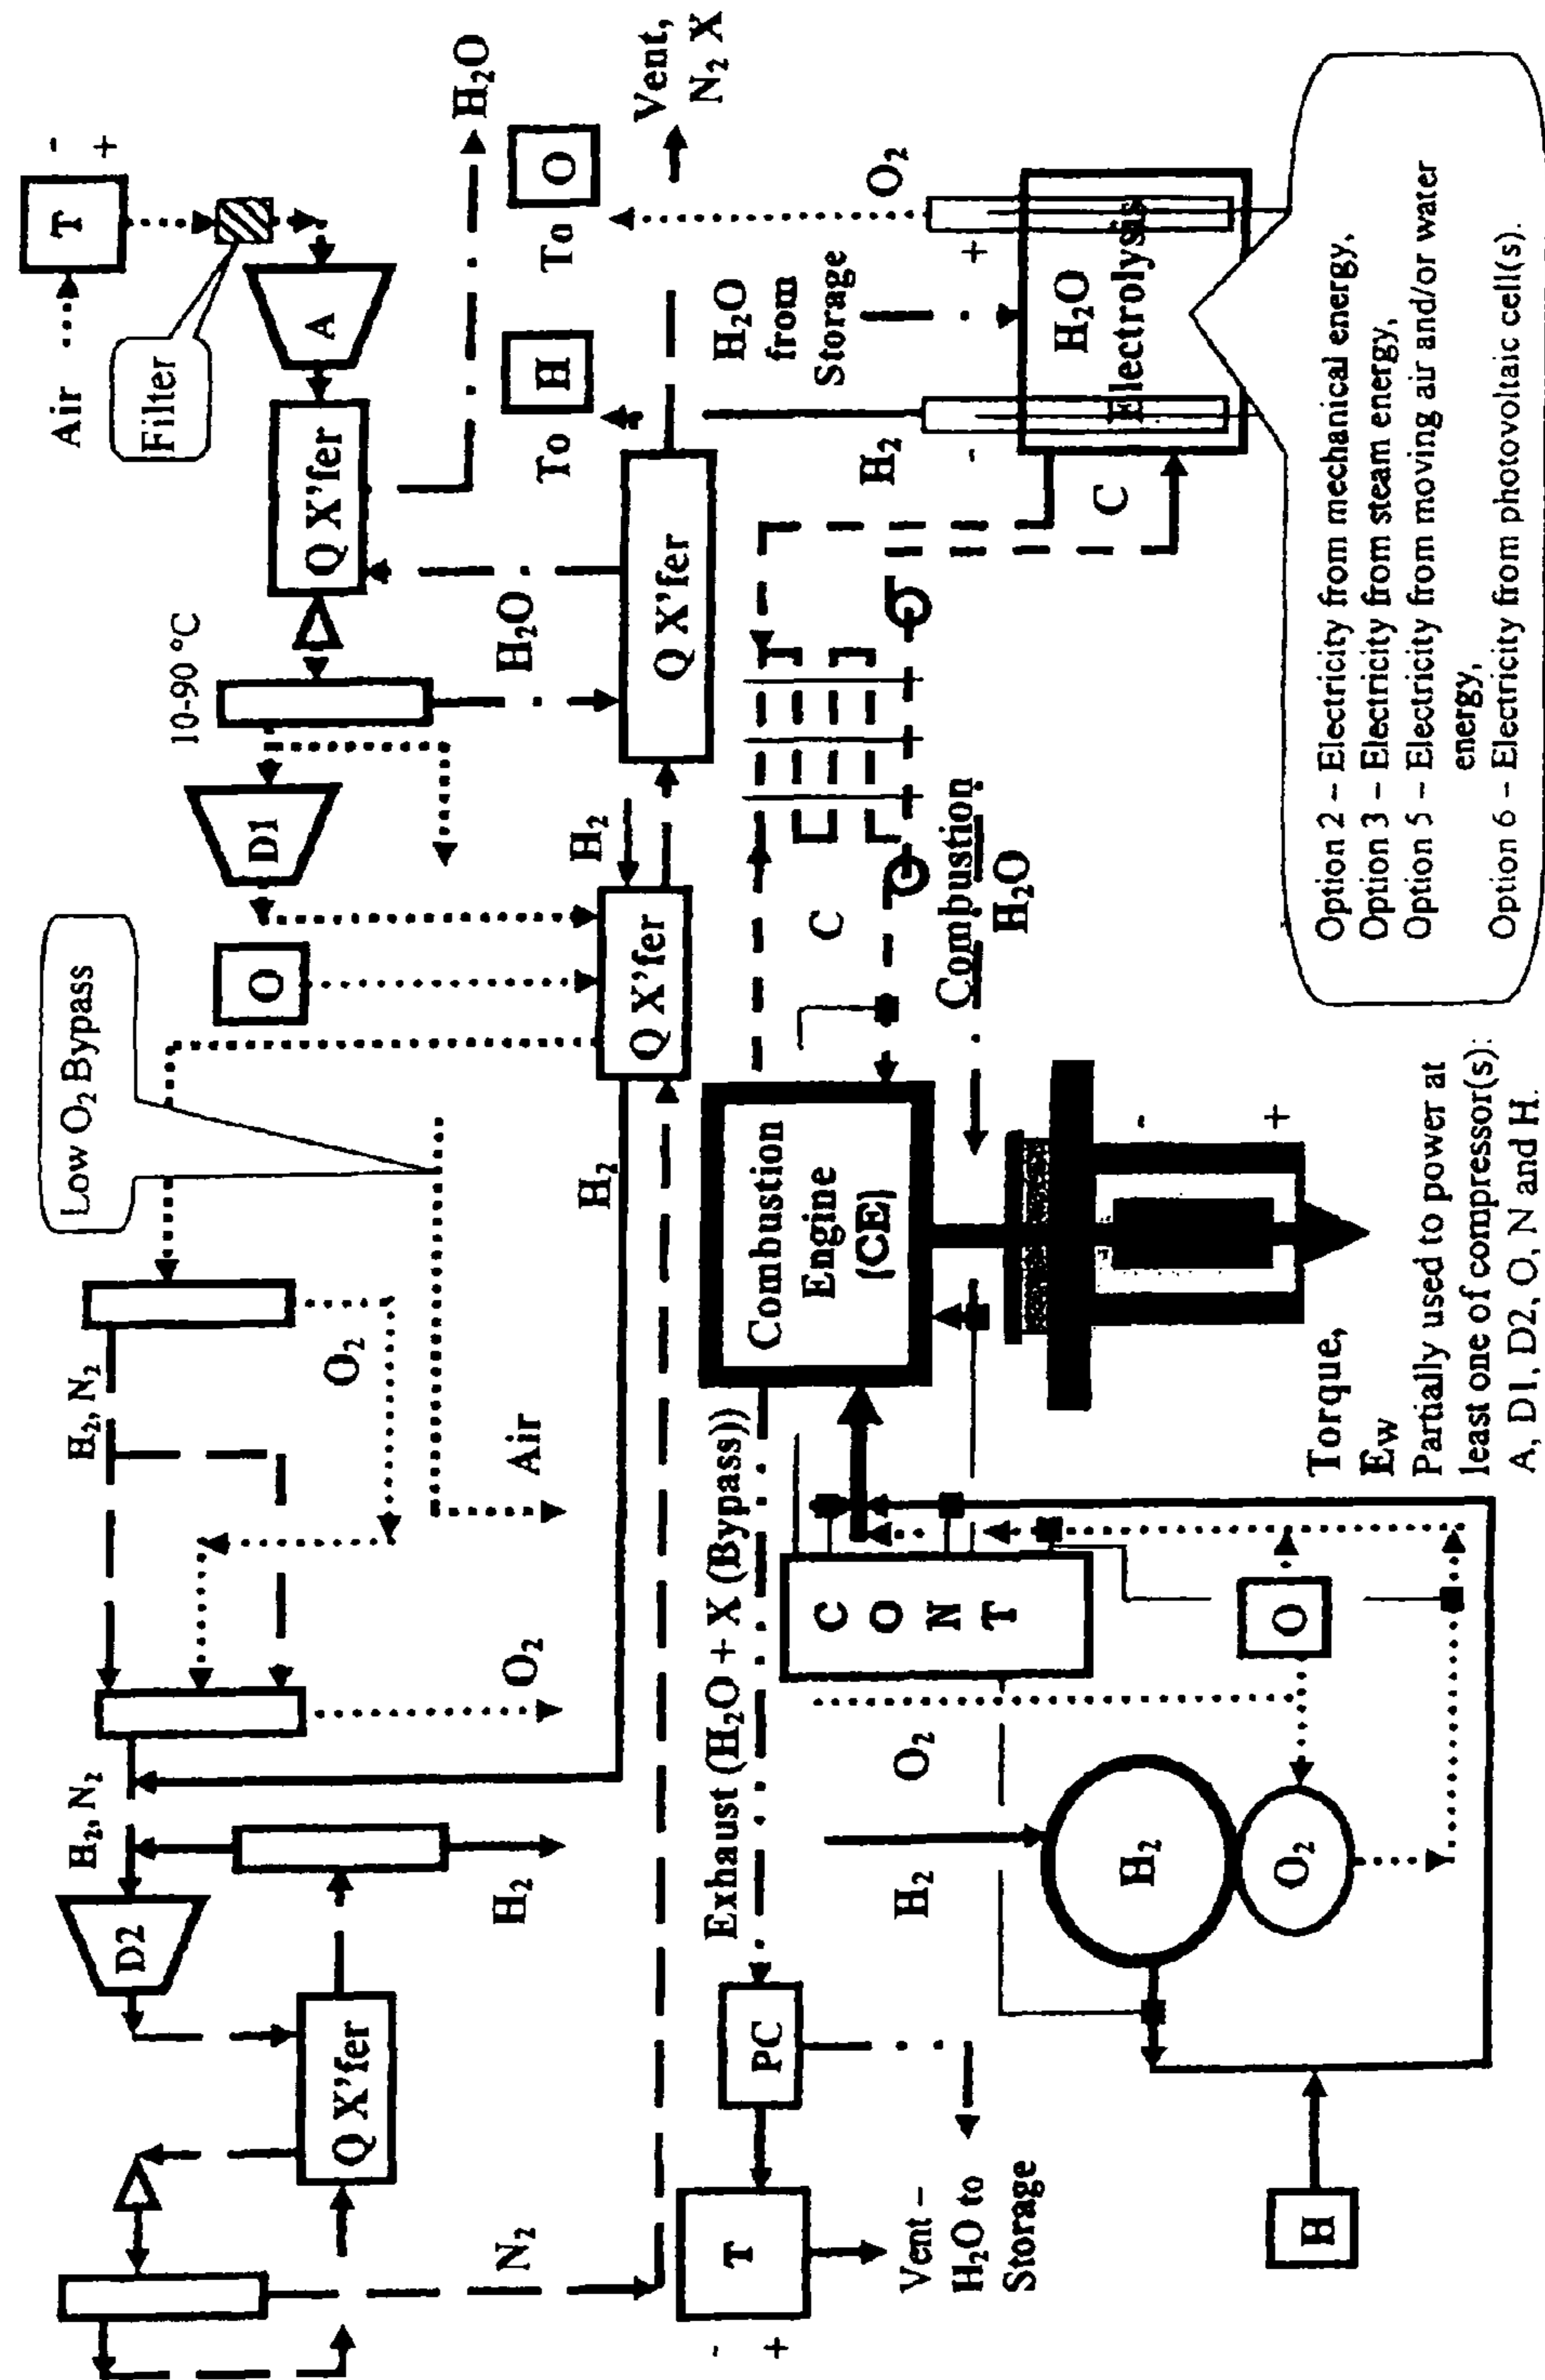 Low O₂ Bypass
Air
T
-
+
H₂, N₂
H₂, N₂
Filter
10-90 °C
D2
D1
O
A
Q X'fer
O₂
Q X'fer
N₂
H₂
O₂
Air
H₂O
H₂O
H₂
H₂
Q X'fer
Q X'fer
To H
To O
Vent,
N₂ X
Exhaust (H₂O + X (Bypass))
T
-
+
PC
Combustion
Engine
(CE)
C
H₂O
from
Storage
CONT
H₂
O₂
H₂
O₂
Vent –
H₂O to
Storage
Combustion
H₂O
-
+
C
H₂O
Electrolysis
H₂
O₂
O
H
-
+
Torque,
Ew
Partially used to power at
least one of compressor(s):
A, D1, D2, O, N and H.
Option 2 – Electricity from mechanical energy,
Option 3 – Electricity from steam energy,
Option 5 – Electricity from moving air and/or water
energy,
Option 6 – Electricity from photovoltaic cell(s).